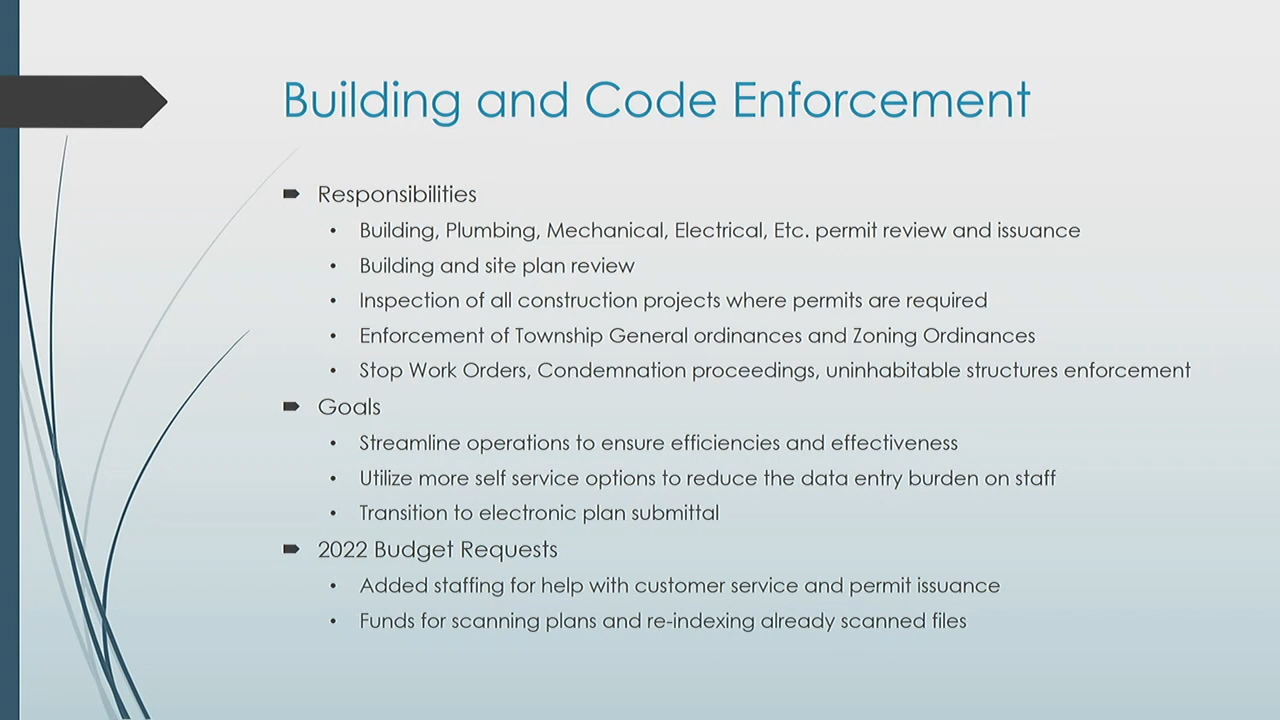 Building and Code Enforcement
Responsibilities
• Building, Plumbing, Mechanical, Electrical, Etc. permit review and issuance
• Building and site plan review
• Inspection of all construction projects where permits are required
• Enforcement of Township General ordinances and Zoning Ordinances
• Stop Work Orders, Condemnation proceedings, uninhabitable structures enforcement
Goals
• Streamline operations to ensure efficiencies and effectiveness
• Utilize more self service options to reduce the data entry burden on staff
• Transition to electronic plan submittal
2022 Budget Requests
• Added staffing for help with customer service and permit issuance
• Funds for scanning plans and re-indexing already scanned files